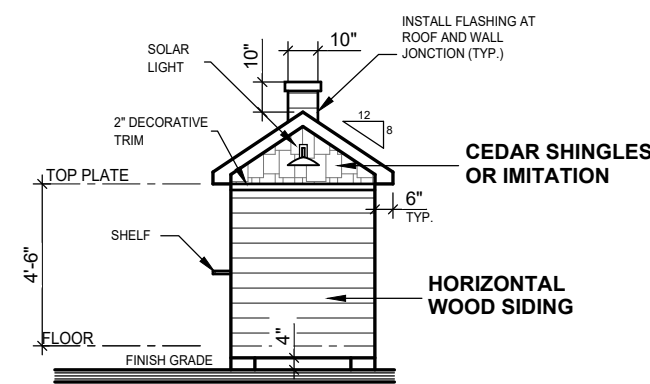 INSTALL FLASHING AT
ROOF AND WALL
JONCTION (TYP.)
10"
SOLAR
LIGHT
10"
12
8
2" DECORATIVE
TRIM
CEDAR SHINGLES
OR IMITATION
TOP PLATE
6"
TYP.
SHELF
4'-6"
HORIZONTAL
WOOD SIDING
FLOOR
4"
FINISH GRADE